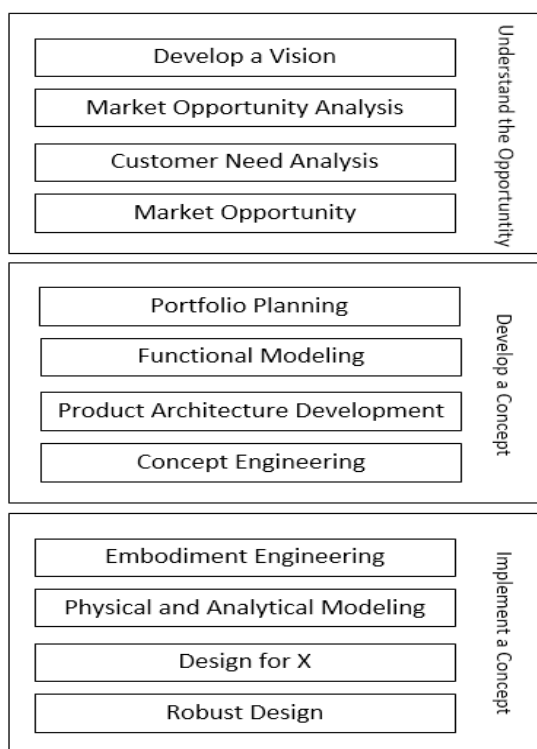 Develop a Vision
Market Opportunity Analysis
Customer Need Analysis
Market Opportunity
Understand the Opportuntity
Portfolio Planning
Functional Modeling
Product Architecture Development
Concept Engineering
Develop a Concept
Embodiment Engineering
Physical and Analytical Modeling
Design for X
Robust Design
Implement a Concept